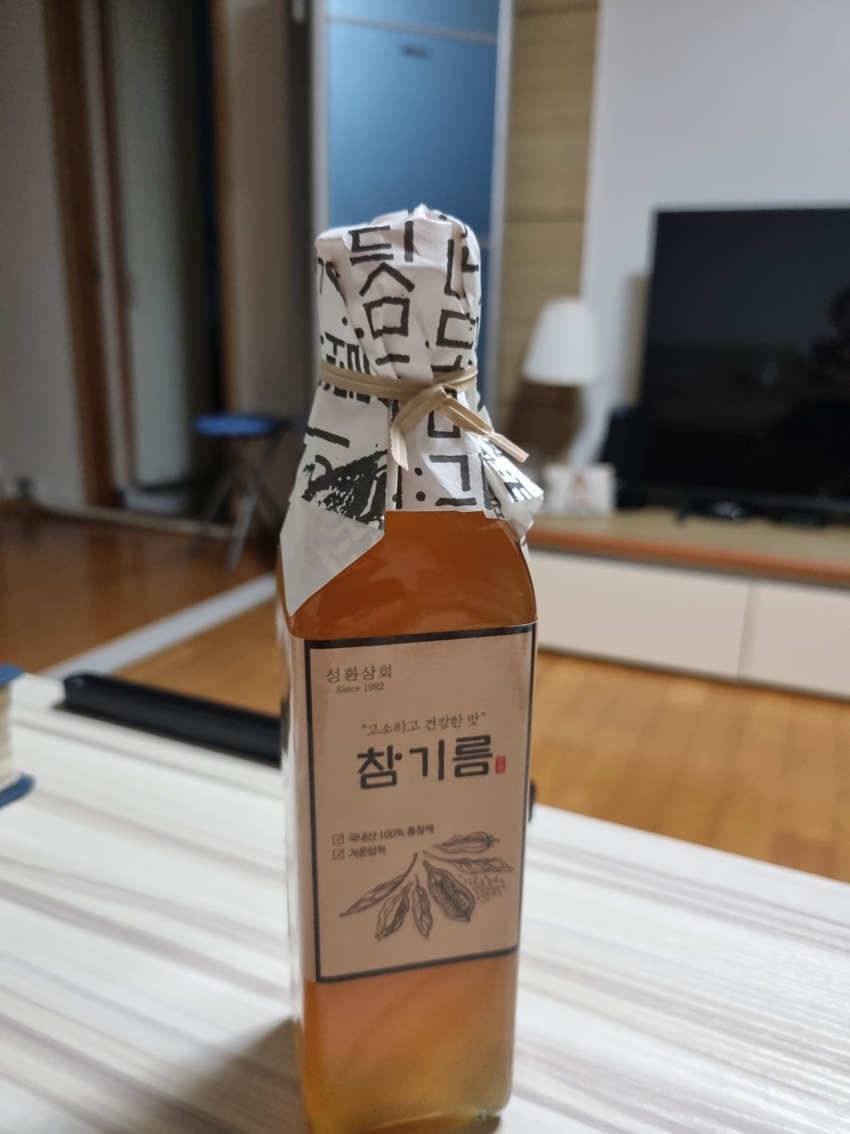 성환상회
Since 1982
"고소하고 건강한 맛"
참기름
국내산 100% 통참깨
저온압착